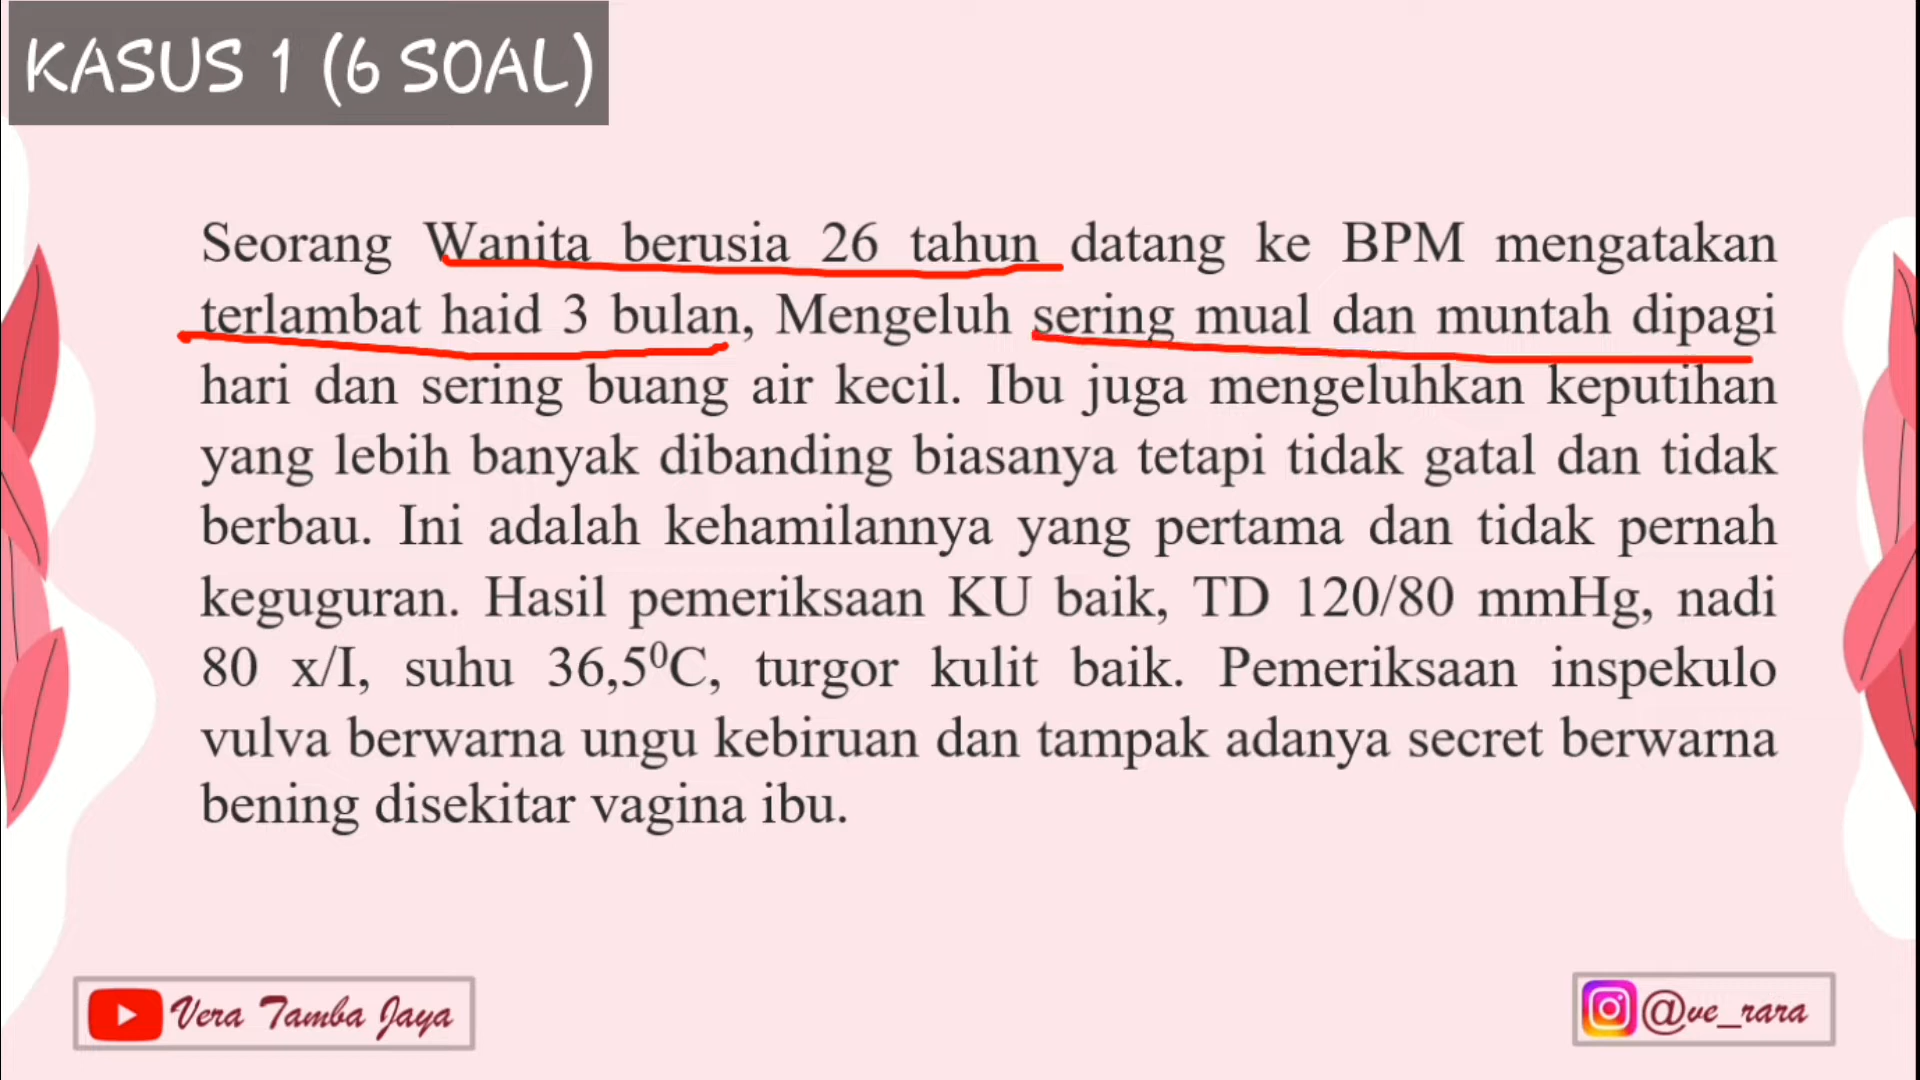 KASUS 1 (6 SOAL)
Seorang Wanita berusia 26 tahun datang ke BPM mengatakan
terlambat haid 3 bulan, Mengeluh sering mual dan muntah dipagi
hari dan sering buang air kecil. Ibu juga mengeluhkan keputihan
yang lebih banyak dibanding biasanya tetapi tidak gatal dan tidak
berbau. Ini adalah kehamilannya yang pertama dan tidak pernah
keguguran. Hasil pemeriksaan KU baik, TD 120/80 mmHg, nadi
80 x/I, suhu 36,5⁰C, turgor kulit baik. Pemeriksaan inspekulo
vulva berwarna ungu kebiruan dan tampak adanya secret berwarna
bening disekitar vagina ibu.
Vera Tamba Jaya
@ve_rara